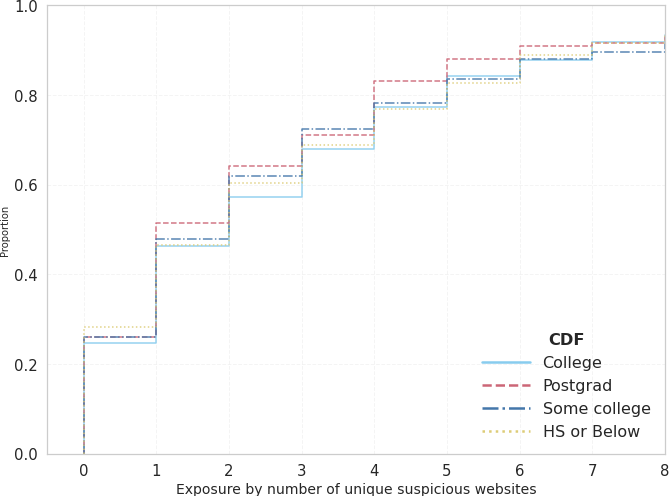 1.0
0.8
0.6
0.4
0.2
0.0
Proportion
CDF
College
Postgrad
Some college
HS or Below
0 1 2 3 4 5 6 7 8
Exposure by number of unique suspicious websites